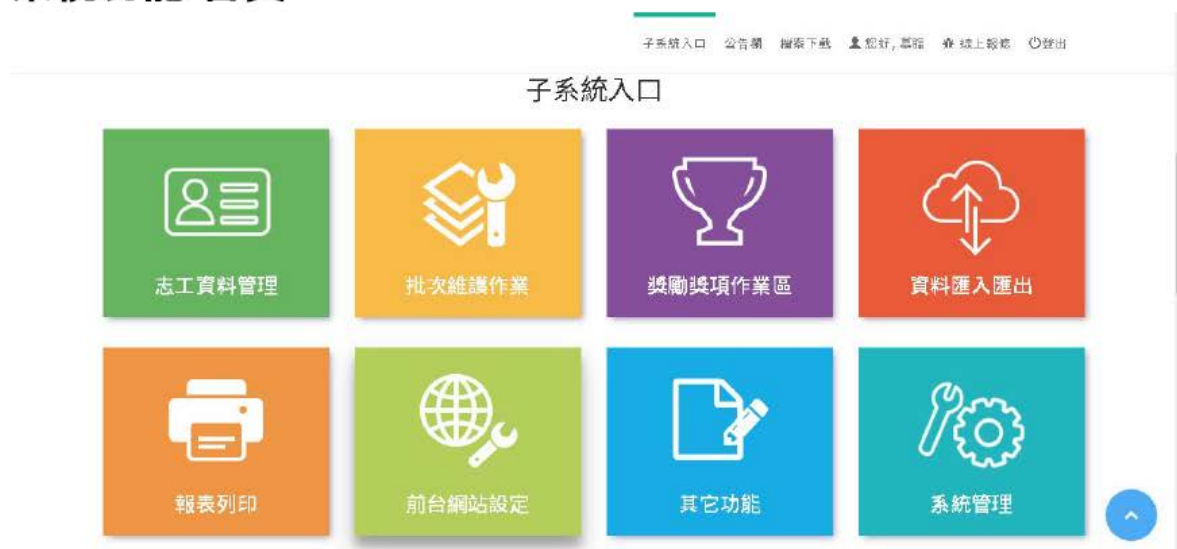 子系統入口 公告欄 檔案下載 您好, 線上報修 登出
子系統入口
志工資料管理 批次維護作業 獎勵獎項作業區 資料匯入匯出
報表列印 前台網站設定 其它功能 系統管理